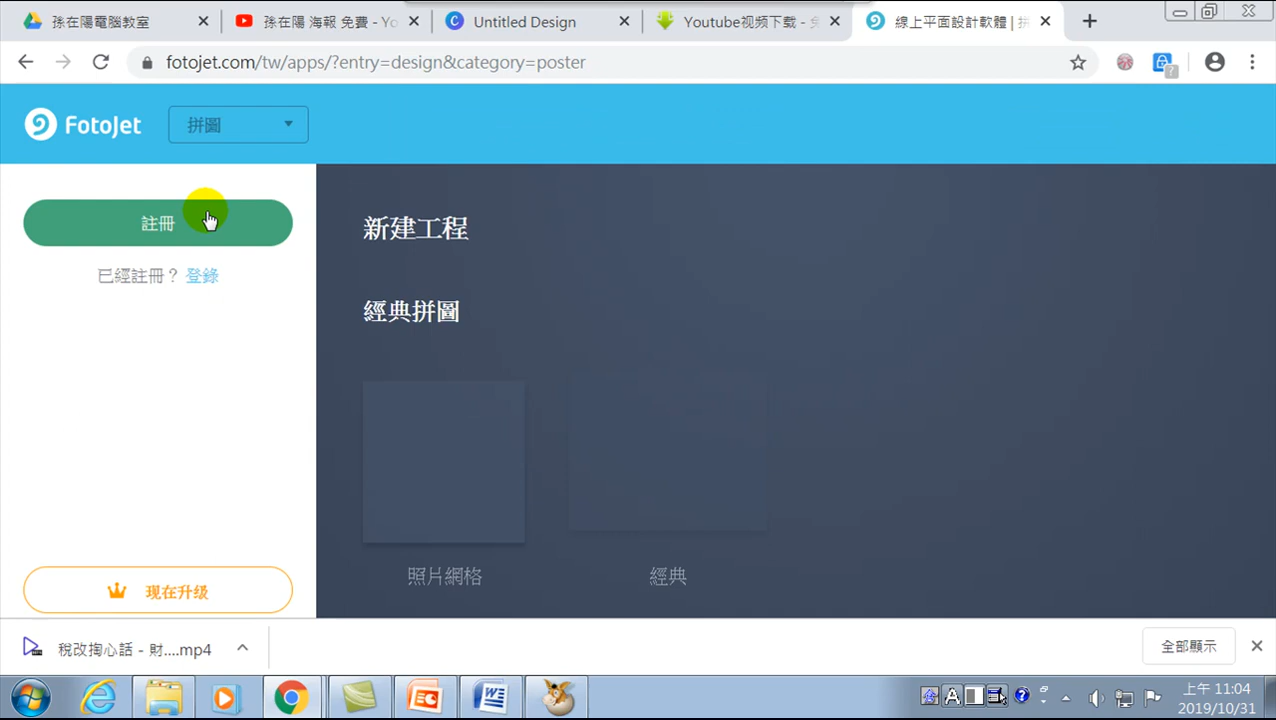 孫在陽電腦教室
孫在陽 海報 免費 - Yo
Untitled Design
Youtube视频下载 - 免
線上平面設計軟體 | 拼
fotojet.com/tw/apps/?entry=design&category=poster
FotoJet
拼圖
註冊
已經註冊？ 登錄
新建工程
經典拼圖
照片網格
經典
现在升级
稅改掏心話 - 財....mp4
全部顯示
上午 11:04
2019/10/31